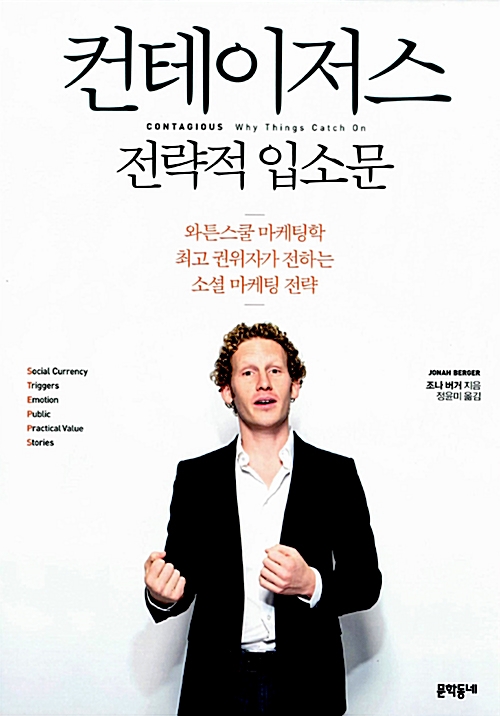 컨테이저스
CONTAGIOUS Why Things Catch On
전략적 입소문
와튼스쿨 마케팅학
최고 권위자가 전하는
소셜 마케팅 전략
Social Currency
Triggers
Emotion
Public
Practical Value
Stories
JONAH BERGER
조나 버거 지음
정윤미 옮김
문학동네